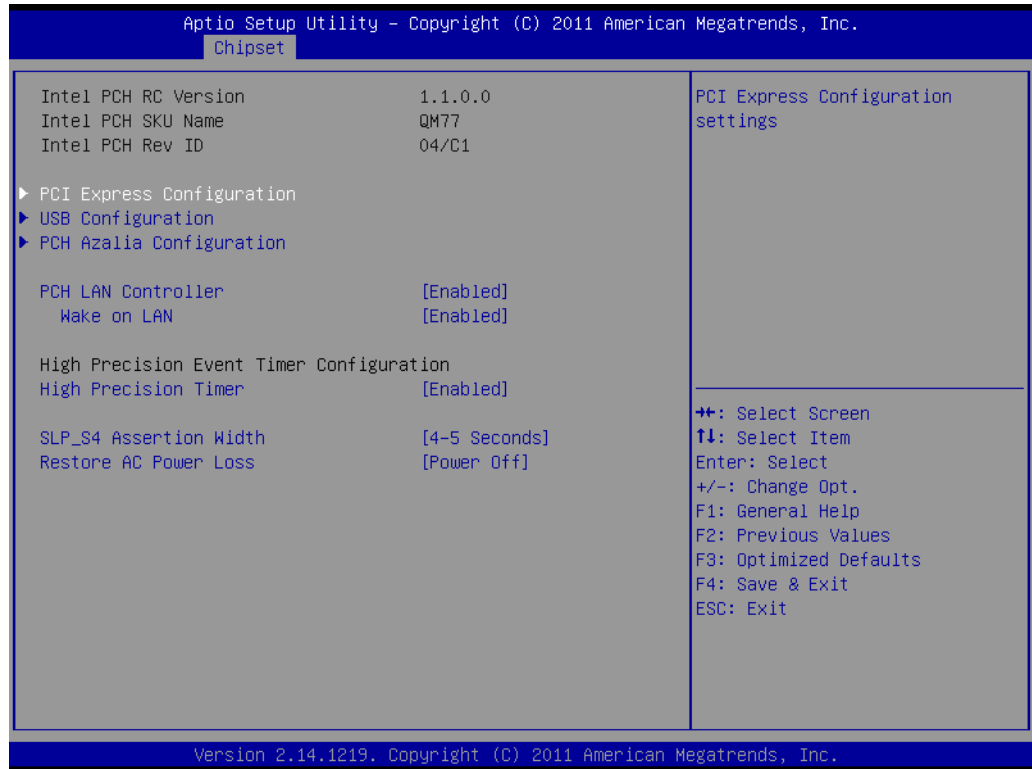 Aptio Setup Utility – Copyright (C) 2011 American Megatrends, Inc.
Chipset
Intel PCH RC Version 1.1.0.0
Intel PCH SKU Name QM77
Intel PCH Rev ID 04/C1
PCI Express Configuration
USB Configuration
PCH Azalia Configuration
PCH LAN Controller [Enabled]
Wake on LAN [Enabled]
High Precision Event Timer Configuration
High Precision Timer [Enabled]
SLP_S4 Assertion Width [4–5 Seconds]
Restore AC Power Loss [Power Off]
PCI Express Configuration
settings
→←: Select Screen
↑↓: Select Item
Enter: Select
+/–: Change Opt.
F1: General Help
F2: Previous Values
F3: Optimized Defaults
F4: Save & Exit
ESC: Exit
Version 2.14.1219. Copyright (C) 2011 American Megatrends, Inc.